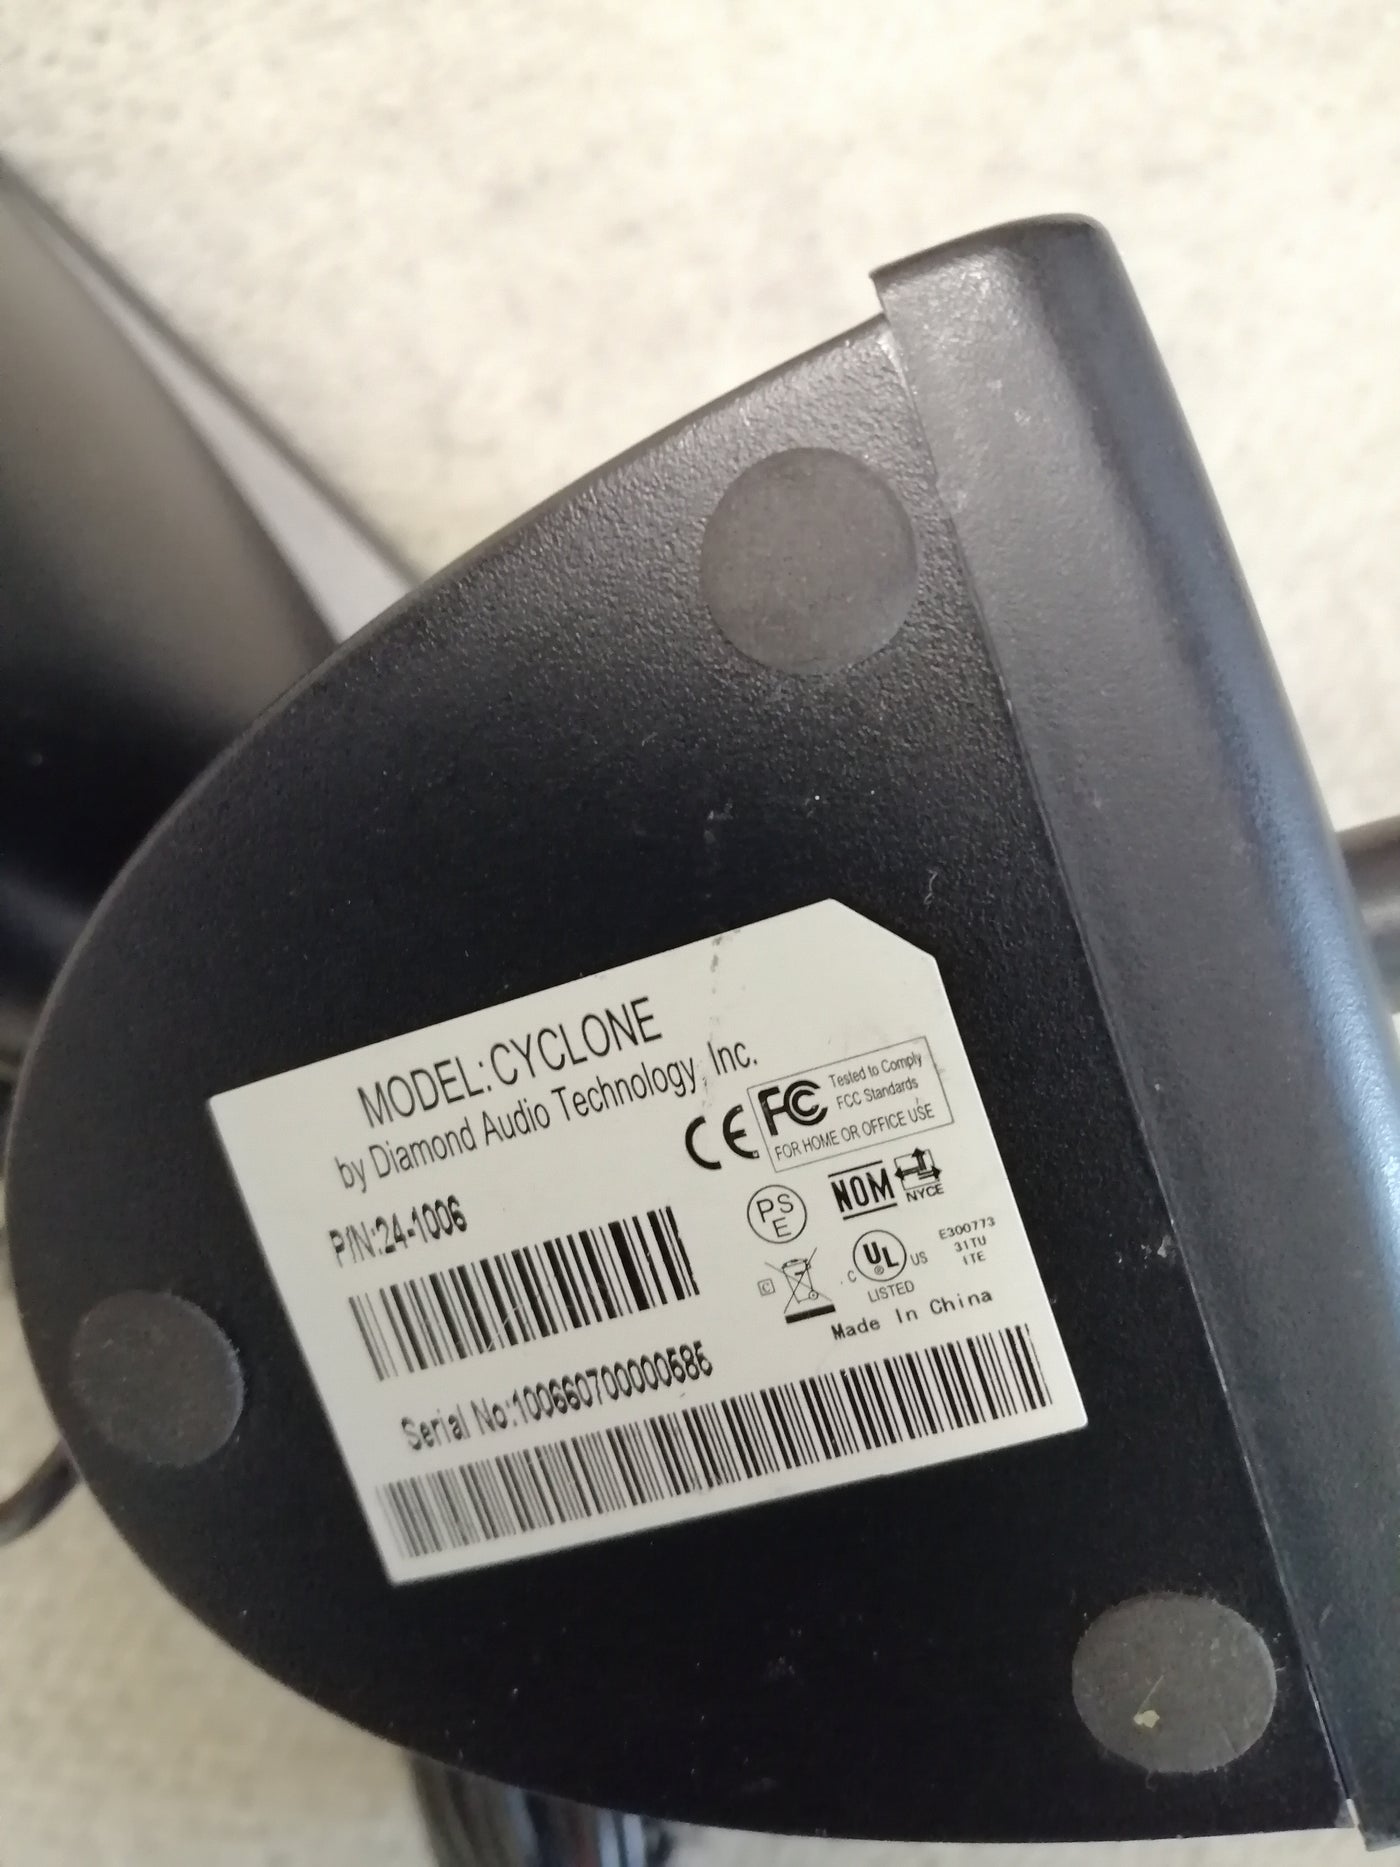 MODEL:CYCLONE
by Diamond Audio Technology Inc.
CE FC Tested to Comply
FCC Standards
FOR HOME OR OFFICE USE
P/N:24-1006
PS
E
NOM
NYCE
C UL US
®
LISTED
E300773
31TU
ITE
Made In China
Serial No:100660700000585